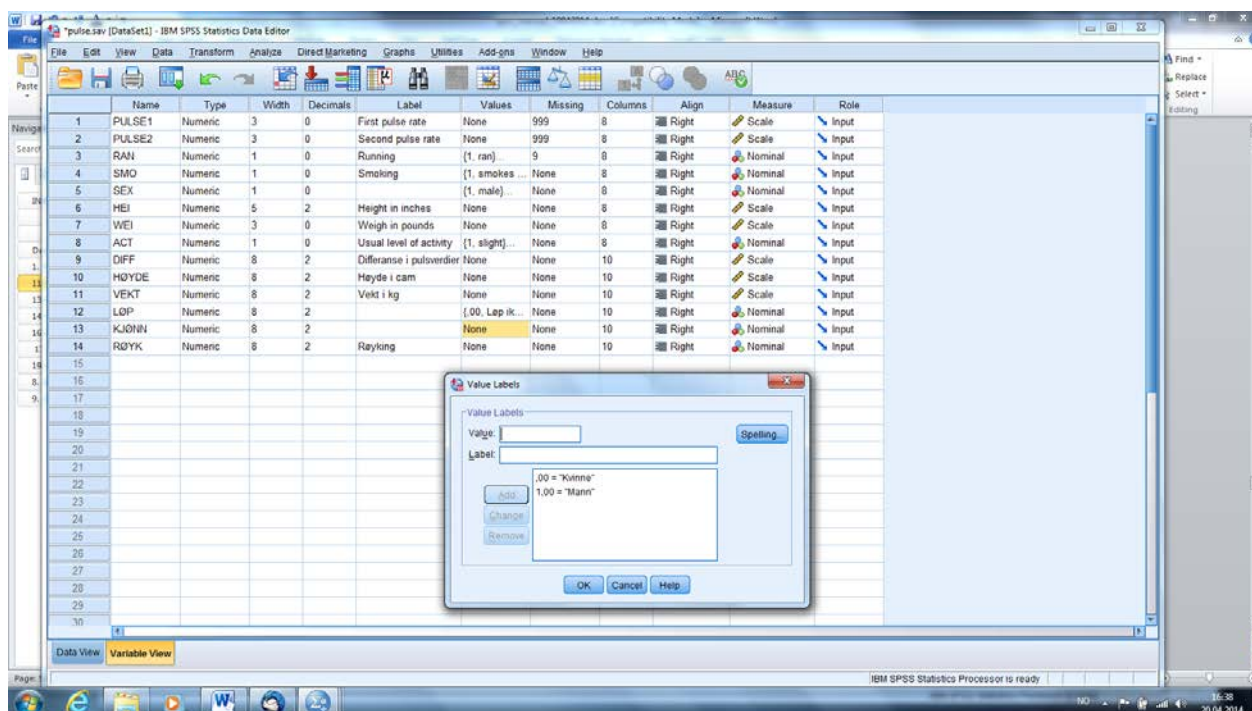 *pulse.sav [DataSet1] - IBM SPSS Statistics Data Editor
File Edit View Data Transform Analyze Direct Marketing Graphs Utilities Add-ons Window Help
File
Paste
Find
Replace
Select
Editing
Name Type Width Decimals Label Values Missing Columns Align Measure Role
1 PULSE1 Numeric 3 0 First pulse rate None 999 8 Right Scale Input
2 PULSE2 Numeric 3 0 Second pulse rate None 999 8 Right Scale Input
3 RAN Numeric 1 0 Running {1, ran}... 9 8 Right Nominal Input
4 SMO Numeric 1 0 Smoking {1, smokes ... None 8 Right Nominal Input
5 SEX Numeric 1 0 {1, male}... None 8 Right Nominal Input
6 HEI Numeric 5 2 Height in inches None None 8 Right Scale Input
7 WEI Numeric 3 0 Weigh in pounds None None 8 Right Scale Input
8 ACT Numeric 1 0 Usual level of activity {1, slight}... None 8 Right Nominal Input
9 DIFF Numeric 8 2 Differanse i pulsverdier None None 10 Right Scale Input
10 HØYDE Numeric 8 2 Høyde i cam None None 10 Right Scale Input
11 VEKT Numeric 8 2 Vekt i kg None None 10 Right Scale Input
12 LØP Numeric 8 2 {,00, Løp ik... None 10 Right Nominal Input
13 KJØNN Numeric 8 2 None None 10 Right Nominal Input
14 RØYK Numeric 8 2 Røyking None None 10 Right Nominal Input
15
16
17
18
19
20
21
22
23
24
25
26
27
28
29
30
Value Labels
Value Labels
Value:
Spelling...
Label:
,00 = "Kvinne"
1,00 = "Mann"
Add
Change
Remove
OK Cancel Help
Data View Variable View
IBM SPSS Statistics Processor is ready
Page:
NO 16:38
20.04.2014